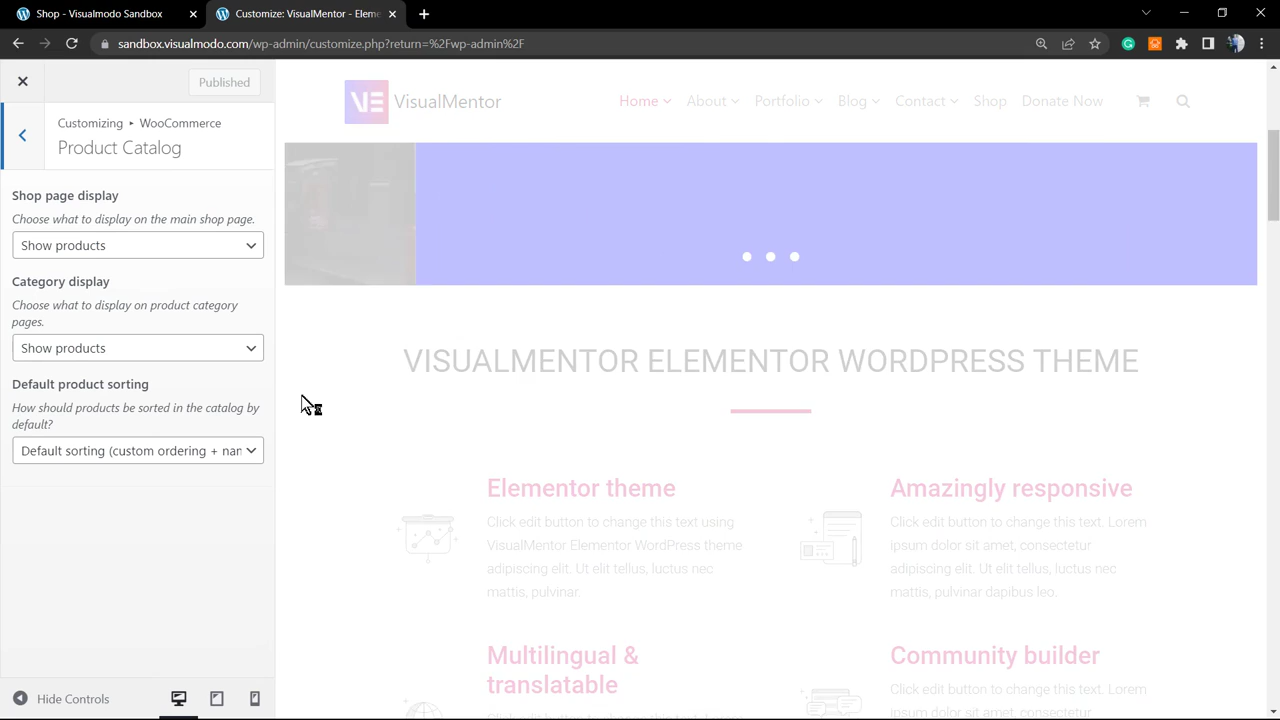 Shop - VisualModo Sandbox
Customize: VisualMentor - Eleme
sandbox.visualmodo.com/wp-admin/customize.php?return=%2Fwp-admin%2F
Published
Customizing ▸ WooCommerce
Product Catalog
Shop page display
Choose what to display on the main shop page.
Show products
Category display
Choose what to display on product category
pages.
Show products
Default product sorting
How should products be sorted in the catalog by
default?
Default sorting (custom ordering + nam
Hide Controls
VE VisualMentor
Home
About
Portfolio
Blog
Contact
Shop
Donate Now
VISUALMENTOR ELEMENTOR WORDPRESS THEME
Elementor theme
Click edit button to change this text using
VisualMentor Elementor WordPress theme
adipiscing elit. Ut elit tellus, luctus nec
mattis, pulvinar.
Amazingly responsive
Click edit button to change this text. Lorem
ipsum dolor sit amet, consectetur
adipiscing elit. Ut elit tellus, luctus nec
mattis, pulvinar dapibus leo.
Multilingual &
translatable
Community builder
Click edit button to change this text. Lorem